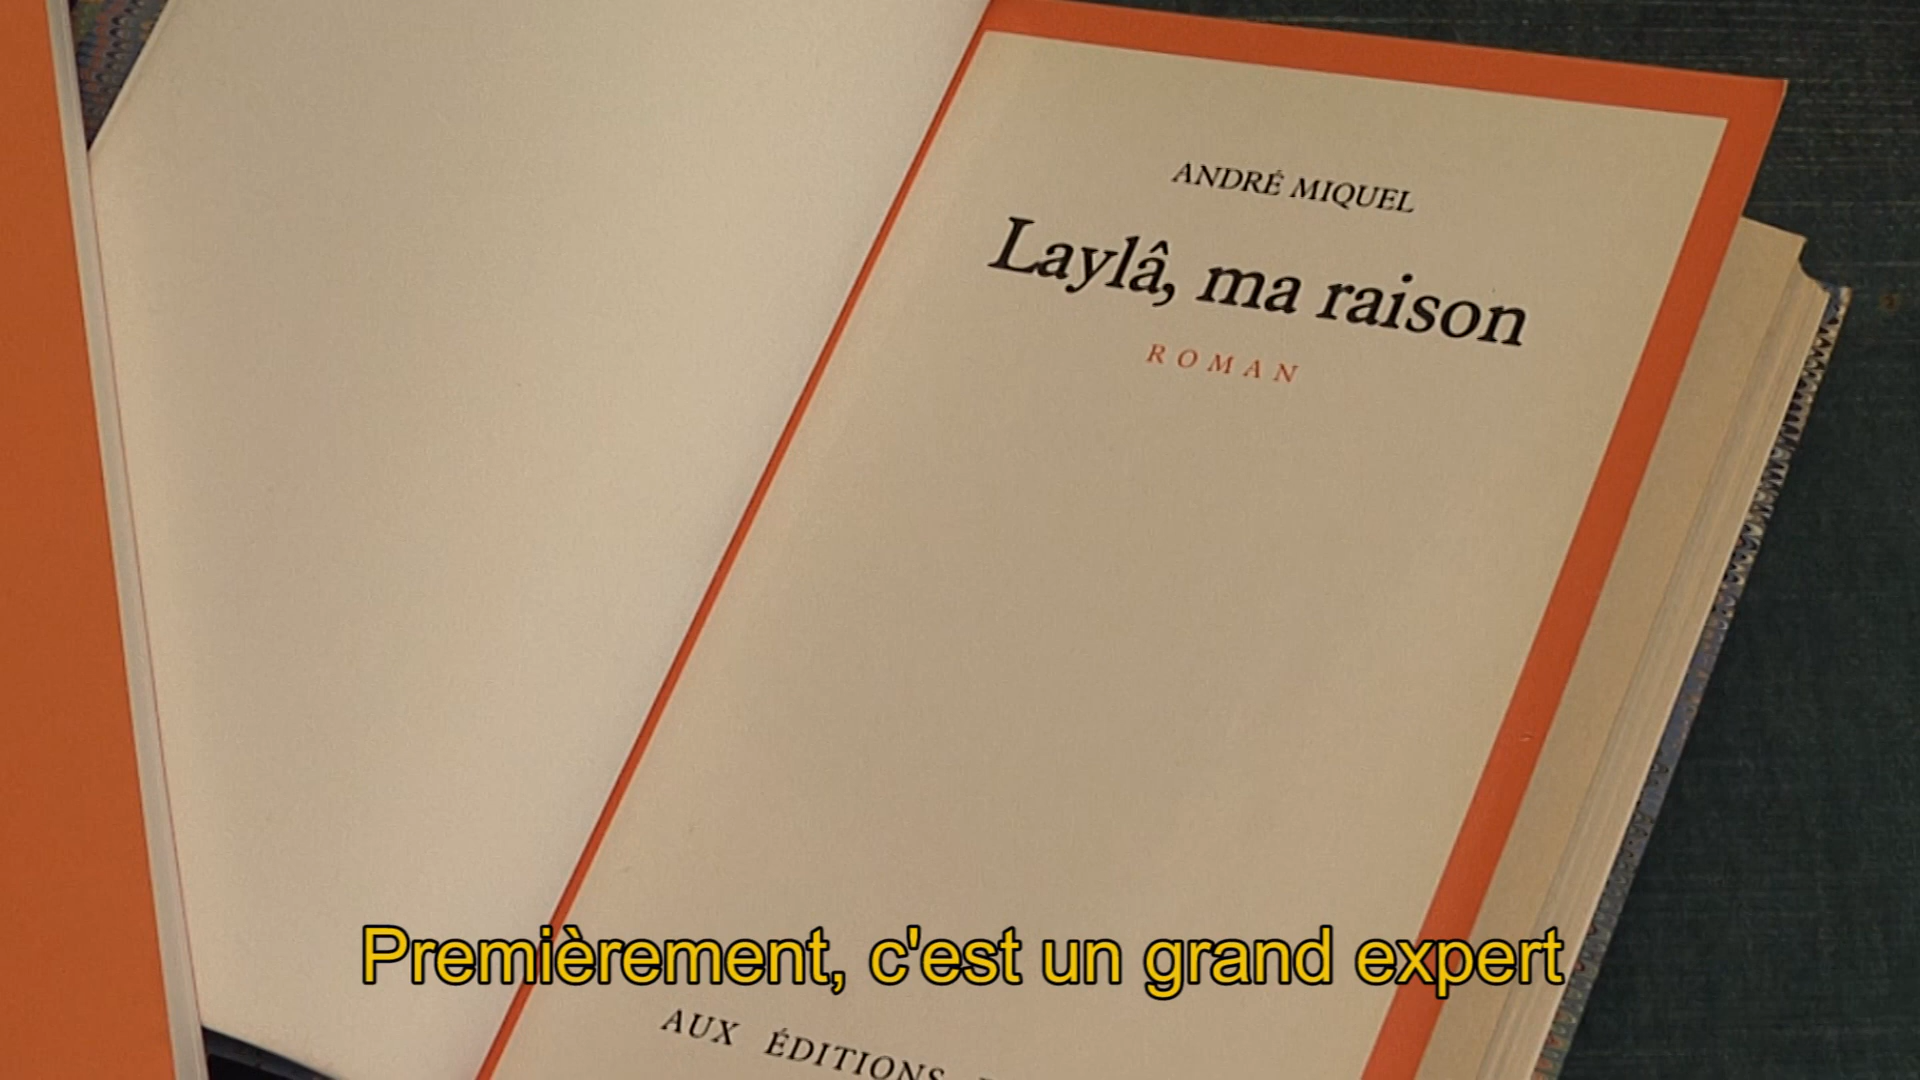 ANDRÉ MIQUEL
Laylâ, ma raison
ROMAN
Premièrement, c'est un grand expert
AUX ÉDITIONS